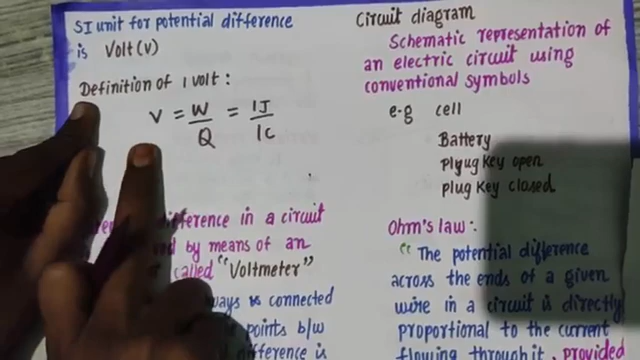 SI unit for potential difference
is Volt (V)
Definition of 1 volt :
V = W/Q = 1J/1C
difference in a circuit
by means of an
called "Voltmeter"
is connected
points b/w
difference is
Circuit diagram
Schematic representation of
an electric circuit using
conventional symbols
e.g cell
Battery
Plug Key open
Plug Key closed
Ohm's law :
"The potential difference
across the ends of a given
wire in a circuit is directly
proportional to the current
flowing through it, provided